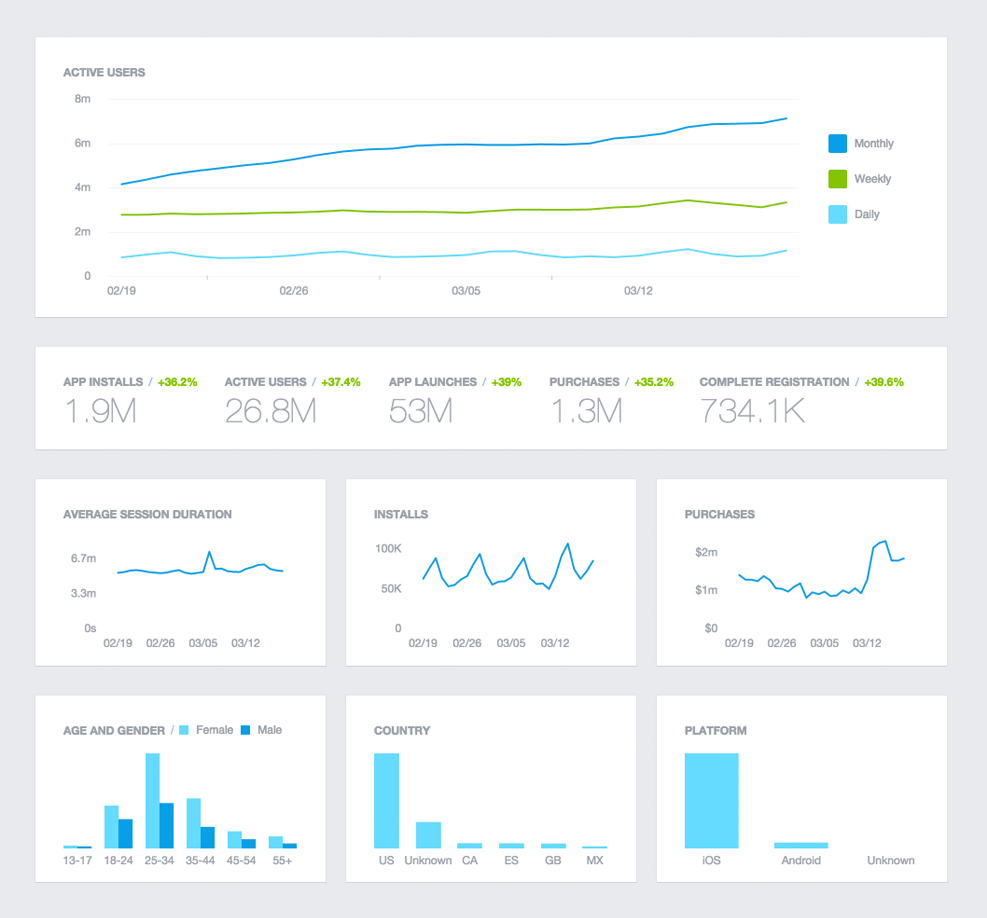 ACTIVE USERS
8m
6m
4m
2m
0
02/19 02/26 03/05 03/12
Monthly
Weekly
Daily
APP INSTALLS / +36.2%
1.9M
ACTIVE USERS / +37.4%
26.8M
APP LAUNCHES / +39%
53M
PURCHASES / +35.2%
1.3M
COMPLETE REGISTRATION / +39.6%
734.1K
AVERAGE SESSION DURATION
6.7m
3.3m
0s
02/19 02/26 03/05 03/12
INSTALLS
100K
50K
0
02/19 02/26 03/05 03/12
PURCHASES
$2m
$1m
$0
02/19 02/26 03/05 03/12
AGE AND GENDER / Female Male
13-17 18-24 25-34 35-44 45-54 55+
COUNTRY
US Unknown CA ES GB MX
PLATFORM
iOS Android Unknown